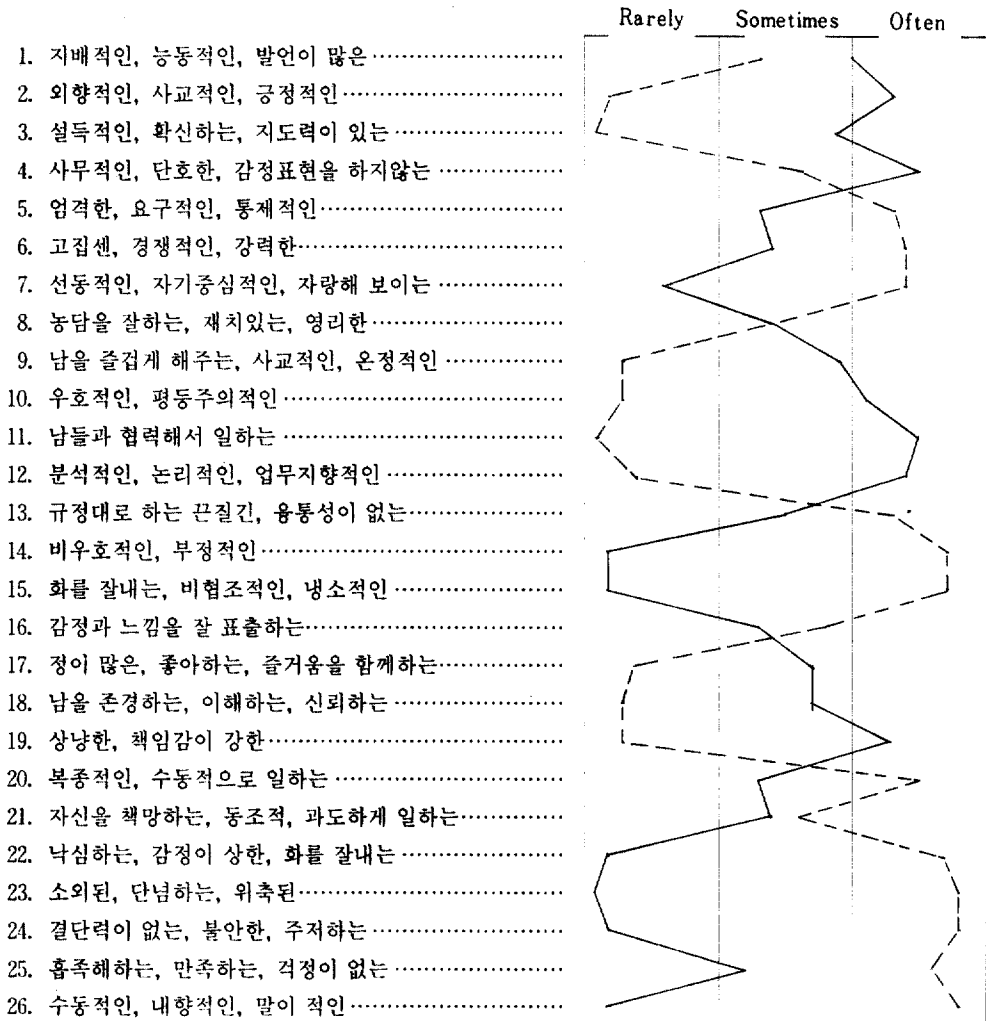 Rarely Sometimes Often
1. 지배적인, 능동적인, 발언이 많은
2. 외향적인, 사교적인, 긍정적인
3. 설득적인, 확신하는, 지도력이 있는
4. 사무적인, 단호한, 감정표현을 하지않는
5. 엄격한, 요구적인, 통제적인
6. 고집센, 경쟁적인, 강력한
7. 선동적인, 자기중심적인, 자랑해 보이는
8. 농담을 잘하는, 재치있는, 영리한
9. 남을 즐겁게 해주는, 사교적인, 온정적인
10. 우호적인, 평등주의적인
11. 남들과 협력해서 일하는
12. 분석적인, 논리적인, 업무지향적인
13. 규정대로 하는 끈질긴, 융통성이 없는
14. 비우호적인, 부정적인
15. 화를 잘내는, 비협조적인, 냉소적인
16. 감정과 느낌을 잘 표출하는
17. 정이 많은, 좋아하는, 즐거움을 함께하는
18. 남을 존경하는, 이해하는, 신뢰하는
19. 상냥한, 책임감이 강한
20. 복종적인, 수동적으로 일하는
21. 자신을 책망하는, 동조적, 과도하게 일하는
22. 낙심하는, 감정이 상한, 화를 잘내는
23. 소외된, 단념하는, 위축된
24. 결단력이 없는, 불안한, 주저하는
25. 흡족해하는, 만족하는, 걱정이 없는
26. 수동적인, 내향적인, 말이 적인